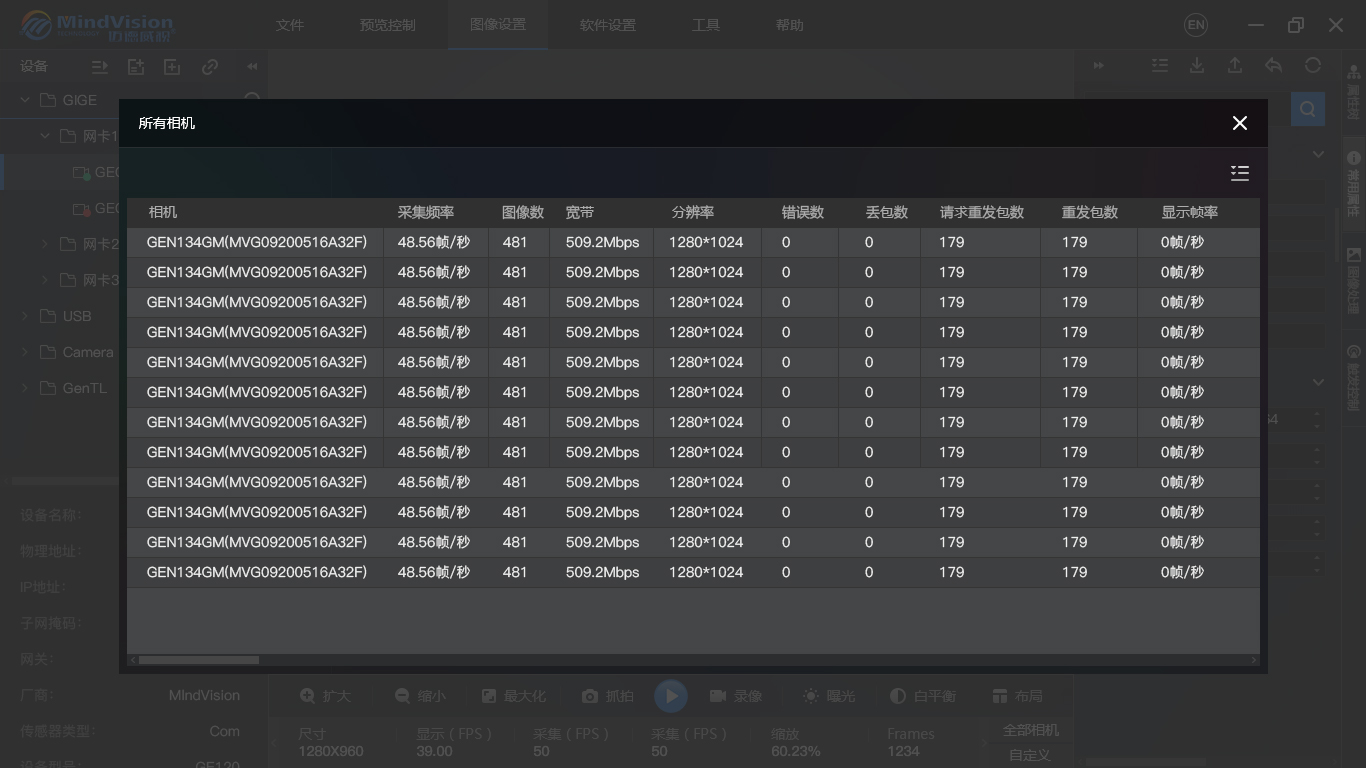 MindVision
文件 预览控制 图像设置 软件设置 工具 帮助 EN
设备
GIGE
所有相机
网卡1
GEC
GEC
网卡2
网卡3
USB
Camera
GenTL
相机 采集频率 图像数 宽带 分辨率 错误数 丢包数 请求重发包数 重发包数 显示帧率
GEN134GM(MVG09200516A32F) 48.56帧/秒 481 509.2Mbps 1280*1024 0 0 179 179 0帧/秒
GEN134GM(MVG09200516A32F) 48.56帧/秒 481 509.2Mbps 1280*1024 0 0 179 179 0帧/秒
GEN134GM(MVG09200516A32F) 48.56帧/秒 481 509.2Mbps 1280*1024 0 0 179 179 0帧/秒
GEN134GM(MVG09200516A32F) 48.56帧/秒 481 509.2Mbps 1280*1024 0 0 179 179 0帧/秒
GEN134GM(MVG09200516A32F) 48.56帧/秒 481 509.2Mbps 1280*1024 0 0 179 179 0帧/秒
GEN134GM(MVG09200516A32F) 48.56帧/秒 481 509.2Mbps 1280*1024 0 0 179 179 0帧/秒
GEN134GM(MVG09200516A32F) 48.56帧/秒 481 509.2Mbps 1280*1024 0 0 179 179 0帧/秒
GEN134GM(MVG09200516A32F) 48.56帧/秒 481 509.2Mbps 1280*1024 0 0 179 179 0帧/秒
GEN134GM(MVG09200516A32F) 48.56帧/秒 481 509.2Mbps 1280*1024 0 0 179 179 0帧/秒
GEN134GM(MVG09200516A32F) 48.56帧/秒 481 509.2Mbps 1280*1024 0 0 179 179 0帧/秒
GEN134GM(MVG09200516A32F) 48.56帧/秒 481 509.2Mbps 1280*1024 0 0 179 179 0帧/秒
GEN134GM(MVG09200516A32F) 48.56帧/秒 481 509.2Mbps 1280*1024 0 0 179 179 0帧/秒
属性树
常用属性
图像处理
触发控制
设备名称:
物理地址:
IP地址:
子网掩码:
网关:
厂商: MIndVision
传感器类型: Com
设备型号: GE120
扩大 缩小 最大化 抓拍 录像 曝光 白平衡 布局
尺寸 显示（FPS） 采集（FPS） 采集（FPS） 缩放 Frames 全部相机
1280X960 39.00 50 50 60.23% 1234 自定义